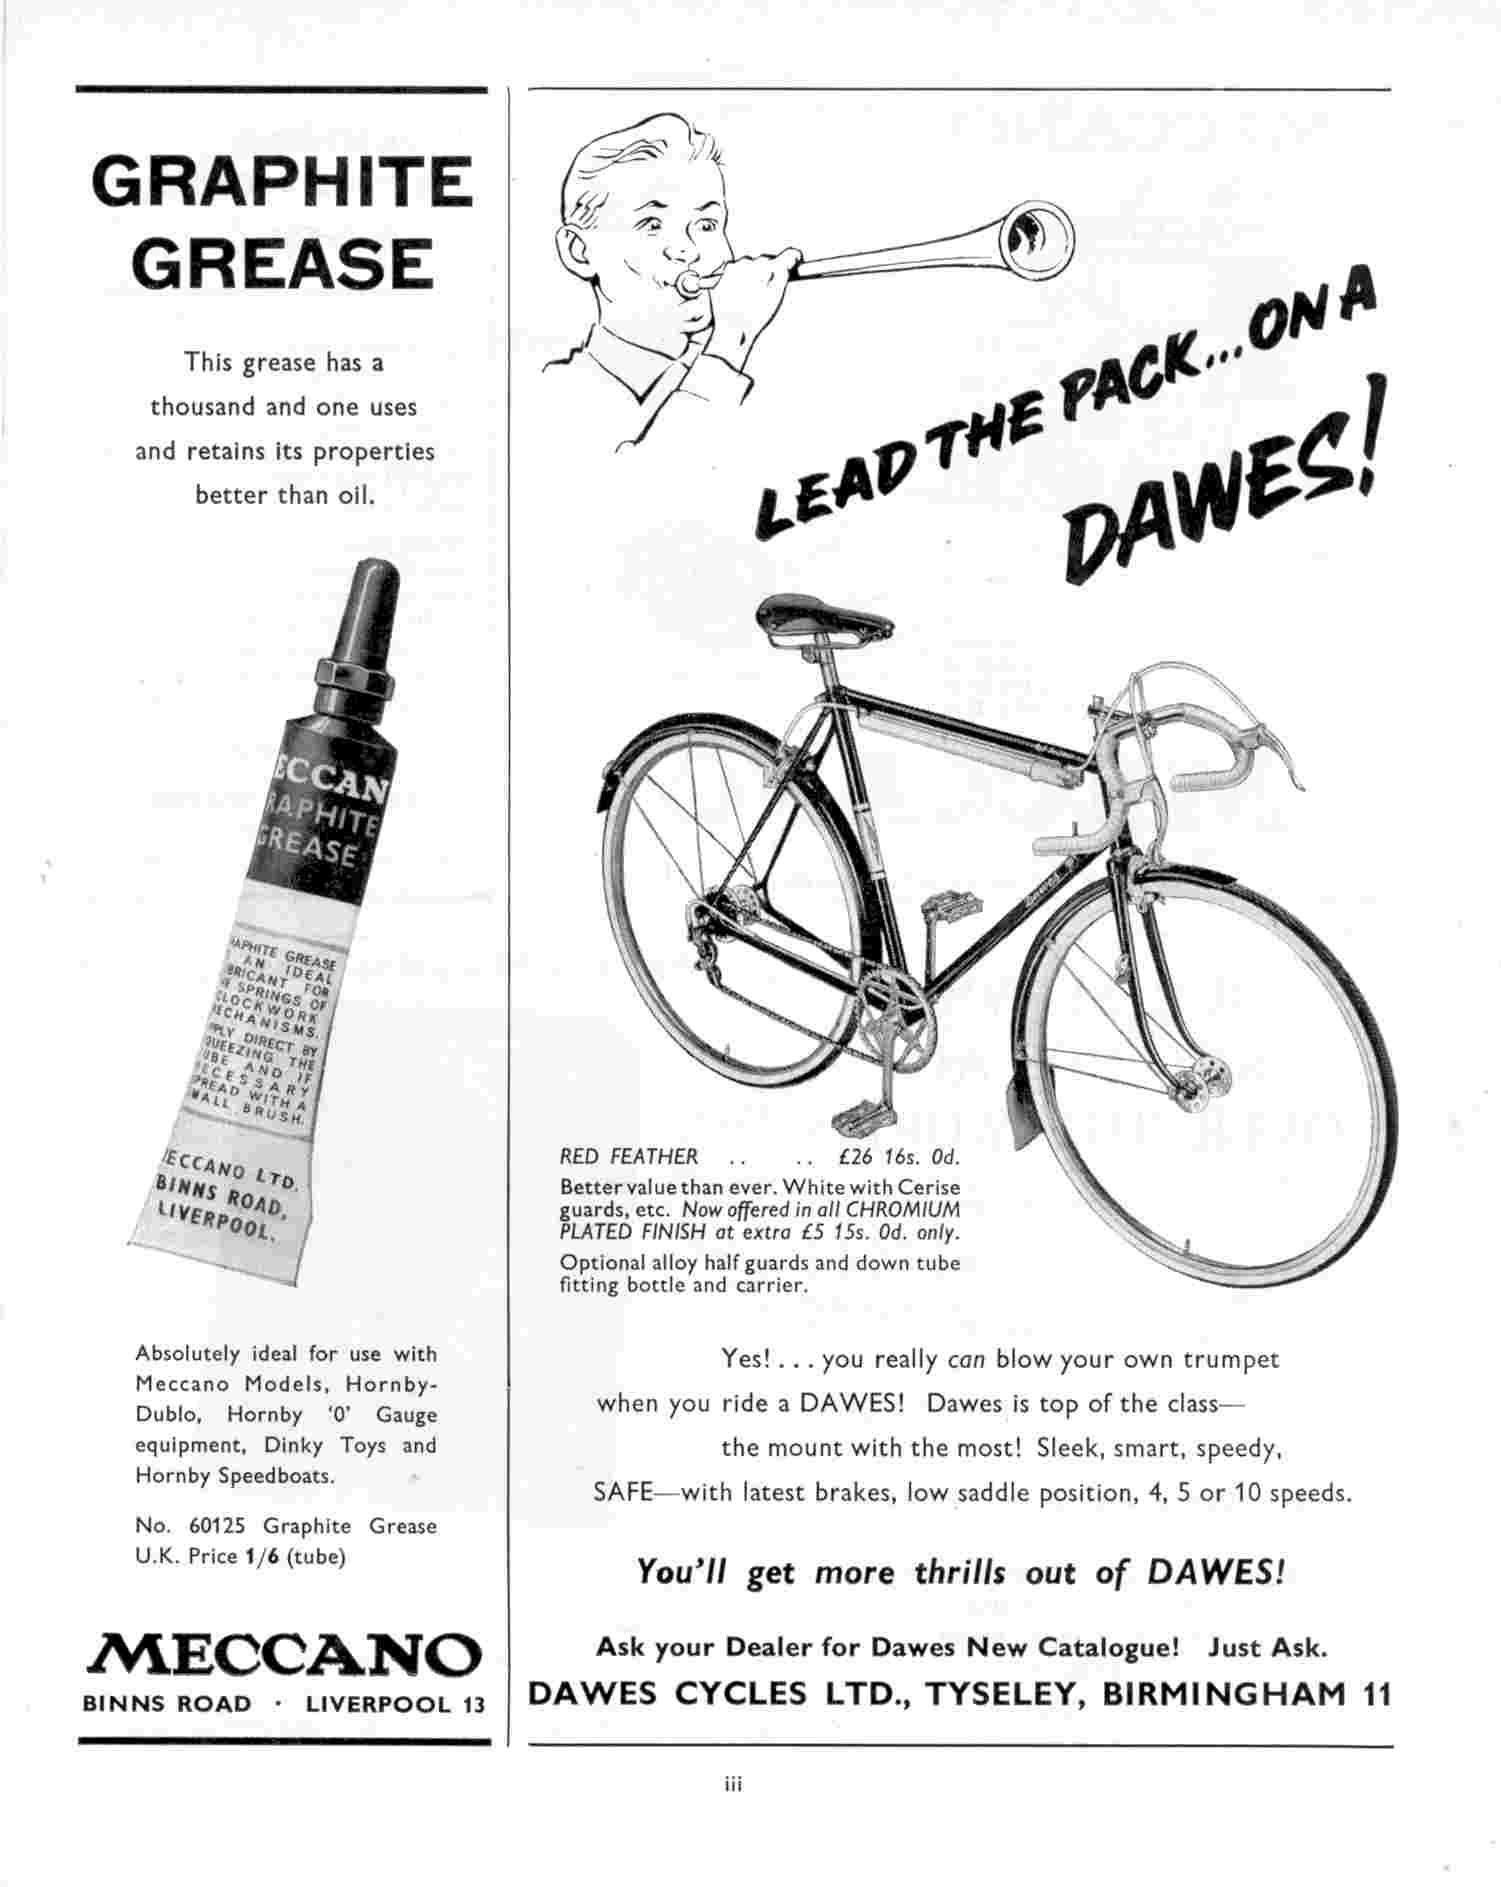 GRAPHITE
GREASE
This grease has a
thousand and one uses
and retains its properties
better than oil.
ECCAN
RAPHITE
GREASE
RAPHITE GREASE
AN IDEAL
BRICANT FOR
SPRINGS OF
CLOCKWORK
ECHANISMS.
PPLY DIRECT BY
QUEEZING THE
UBE AND IF
ECESSARY
PREAD WITH A
MALL BRUSH.
ECCANO LTD.
BINNS ROAD,
LIVERPOOL.
Absolutely ideal for use with
Meccano Models, Hornby-
Dublo, Hornby ‘0’ Gauge
equipment, Dinky Toys and
Hornby Speedboats.
No. 60125 Graphite Grease
U.K. Price 1/6 (tube)
MECCANO
BINNS ROAD · LIVERPOOL 13
LEAD THE PACK...ON A
DAWES!
RED FEATHER .. .. £26 16s. 0d.
Better value than ever. White with Cerise
guards, etc. Now offered in all CHROMIUM
PLATED FINISH at extra £5 15s. 0d. only.
Optional alloy half guards and down tube
fitting bottle and carrier.
Yes! . . . you really can blow your own trumpet
when you ride a DAWES! Dawes is top of the class—
the mount with the most! Sleek, smart, speedy,
SAFE—with latest brakes, low saddle position, 4, 5 or 10 speeds.
You’ll get more thrills out of DAWES!
Ask your Dealer for Dawes New Catalogue! Just Ask.
DAWES CYCLES LTD., TYSELEY, BIRMINGHAM 11
iii